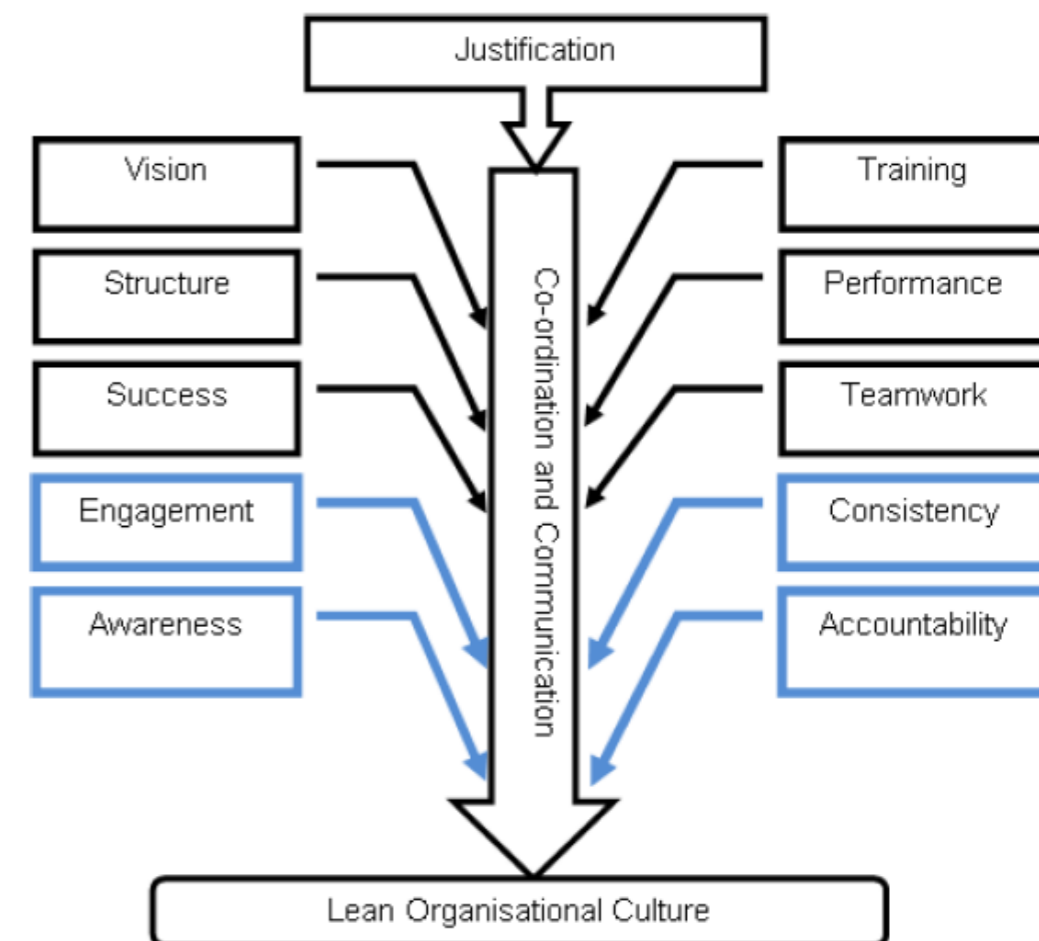 Justification
Vision
Training
Structure
Performance
Success
Teamwork
Engagement
Consistency
Awareness
Accountability
Co-ordination and Communication
Lean Organisational Culture